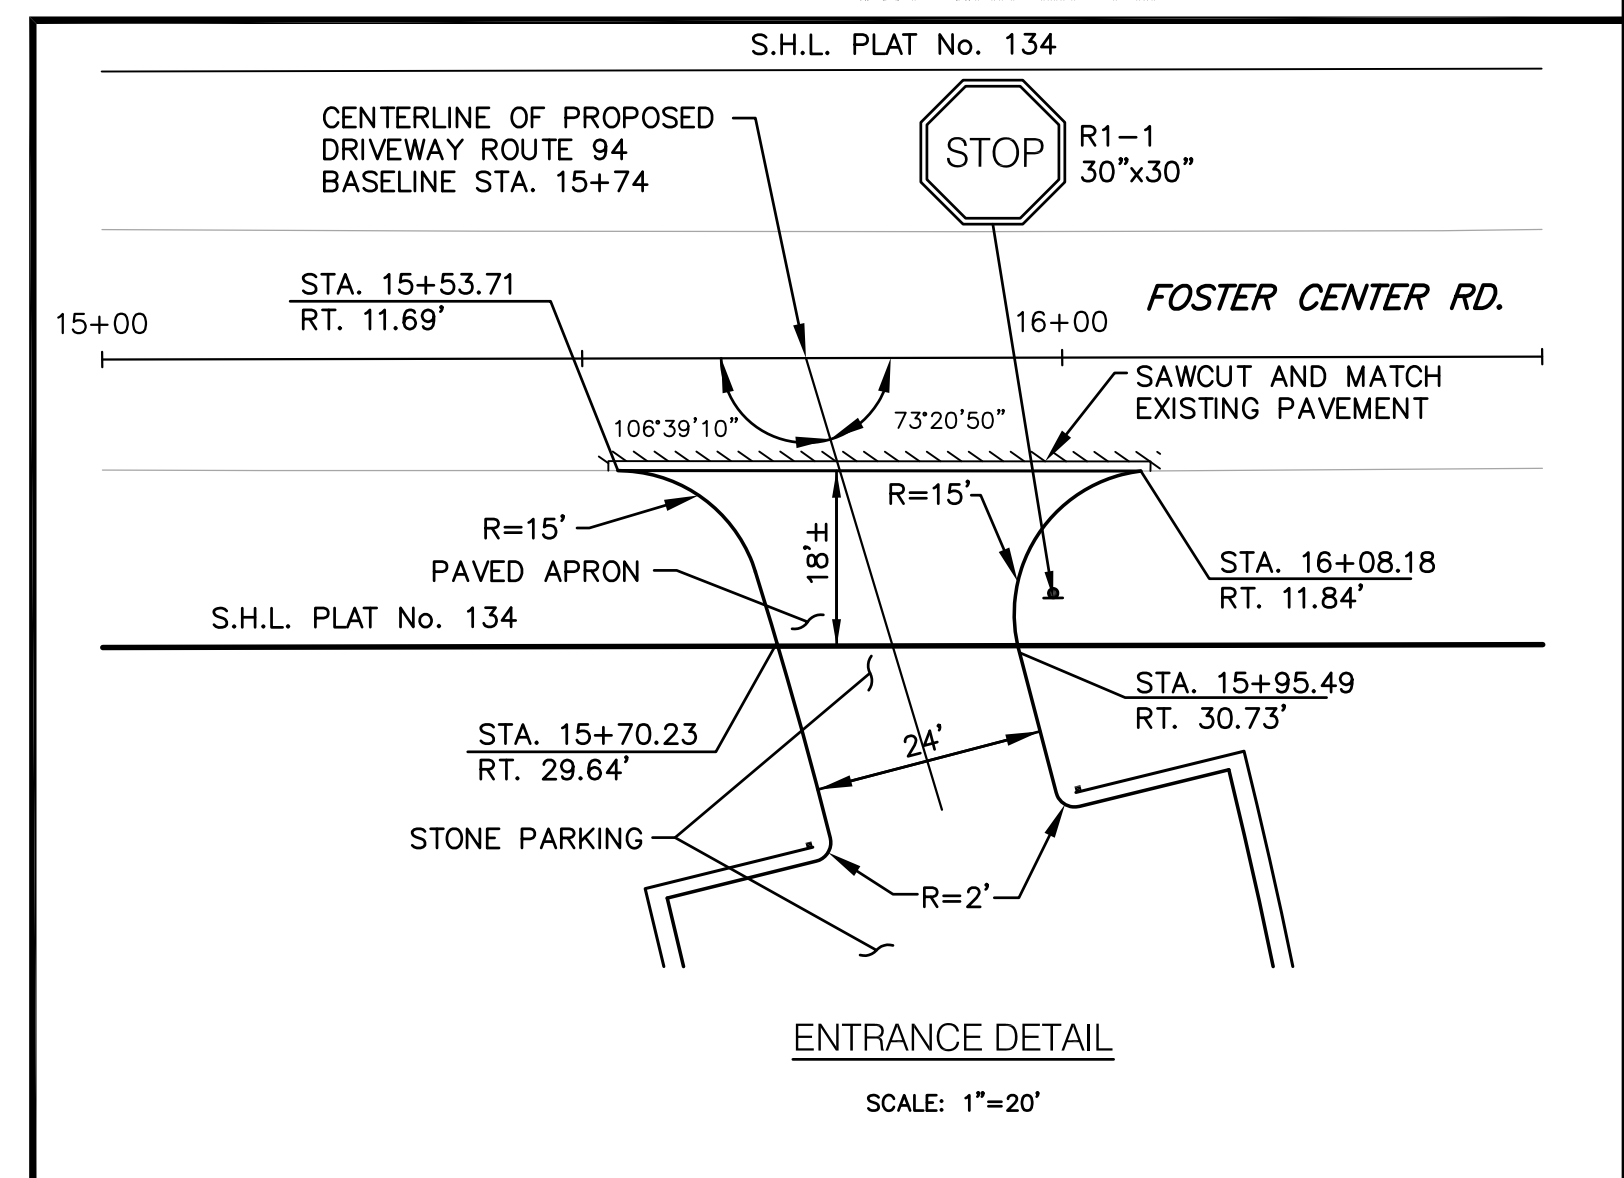 S.H.L. PLAT No. 134
CENTERLINE OF PROPOSED
DRIVEWAY ROUTE 94
BASELINE STA. 15+74
STOP
R1-1
30"x30"
STA. 15+53.71
RT. 11.69'
FOSTER CENTER RD.
15+00
16+00
SAWCUT AND MATCH
EXISTING PAVEMENT
106°39'10"
73°20'50"
R=15'
R=15'
18'±
PAVED APRON
STA. 16+08.18
RT. 11.84'
S.H.L. PLAT No. 134
STA. 15+95.49
RT. 30.73'
STA. 15+70.23
RT. 29.64'
24'
STONE PARKING
R=2'
ENTRANCE DETAIL
SCALE: 1"=20'